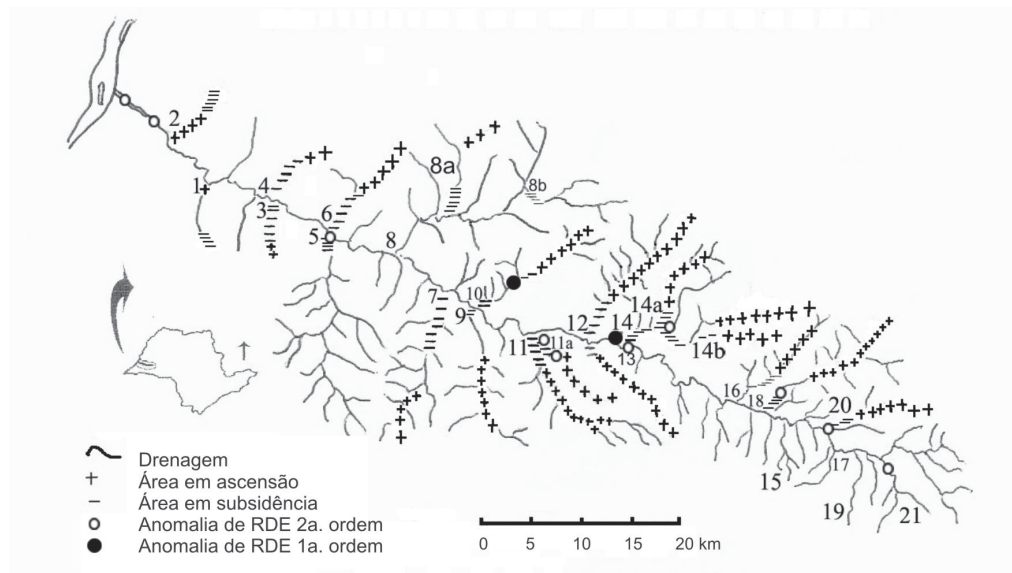 2
8a
1
4
8b
3
6
5
8
14a
7
10
9
12
14
11
11a
13
14b
16
18
20
17
15
19
21
Drenagem
Área em ascensão
Área em subsidência
Anomalia de RDE 2a. ordem
Anomalia de RDE 1a. ordem
0 5 10 15 20 km